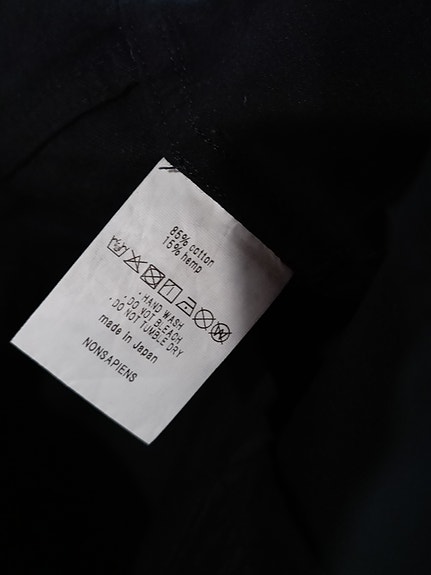 85% cotton
15% hemp
. HAND WASH
. DO NOT BLEACH
. DO NOT TUMBLE DRY
made in Japan
NONSAPIENS